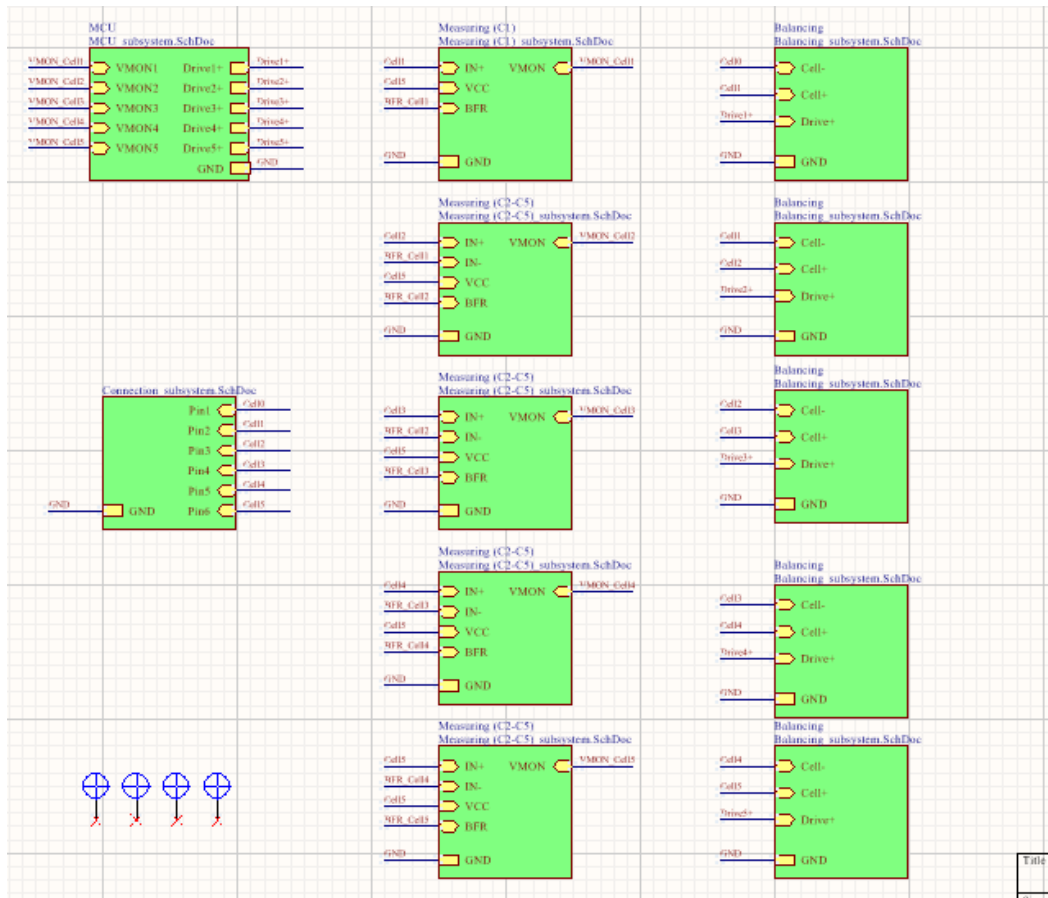 MCU
MCU_subsystem.SchDoc
VMON_Cell1 VMON1 Drive1+ Drive1+
VMON_Cell2 VMON2 Drive2+ Drive2+
VMON_Cell3 VMON3 Drive3+ Drive3+
VMON_Cell4 VMON4 Drive4+ Drive4+
VMON_Cell5 VMON5 Drive5+ Drive5+
GND GND
Measuring (C1)
Measuring (C1)_subsystem.SchDoc
Cell1 IN+ VMON VMON_Cell1
Cell5 VCC
BFR_Cell1 BFR
GND GND
Balancing
Balancing_subsystem.SchDoc
Cell0 Cell-
Cell1 Cell+
Drive1+ Drive+
GND GND
Measuring (C2-C5)
Measuring (C2-C5)_subsystem.SchDoc
Cell2 IN+ VMON VMON_Cell2
BFR_Cell1 IN-
Cell5 VCC
BFR_Cell2 BFR
GND GND
Balancing
Balancing_subsystem.SchDoc
Cell1 Cell-
Cell2 Cell+
Drive2+ Drive+
GND GND
Connection_subsystem.SchDoc
Pin1 Cell0
Pin2 Cell1
Pin3 Cell2
Pin4 Cell3
Pin5 Cell4
GND GND Pin6 Cell5
Measuring (C2-C5)
Measuring (C2-C5)_subsystem.SchDoc
Cell3 IN+ VMON VMON_Cell3
BFR_Cell2 IN-
Cell5 VCC
BFR_Cell3 BFR
GND GND
Balancing
Balancing_subsystem.SchDoc
Cell2 Cell-
Cell3 Cell+
Drive3+ Drive+
GND GND
Measuring (C2-C5)
Measuring (C2-C5)_subsystem.SchDoc
Cell4 IN+ VMON VMON_Cell4
BFR_Cell3 IN-
Cell5 VCC
BFR_Cell4 BFR
GND GND
Balancing
Balancing_subsystem.SchDoc
Cell3 Cell-
Cell4 Cell+
Drive4+ Drive+
GND GND
Measuring (C2-C5)
Measuring (C2-C5)_subsystem.SchDoc
Cell5 IN+ VMON VMON_Cell5
BFR_Cell4 IN-
Cell5 VCC
BFR_Cell5 BFR
GND GND
Balancing
Balancing_subsystem.SchDoc
Cell4 Cell-
Cell5 Cell+
Drive5+ Drive+
GND GND
Title